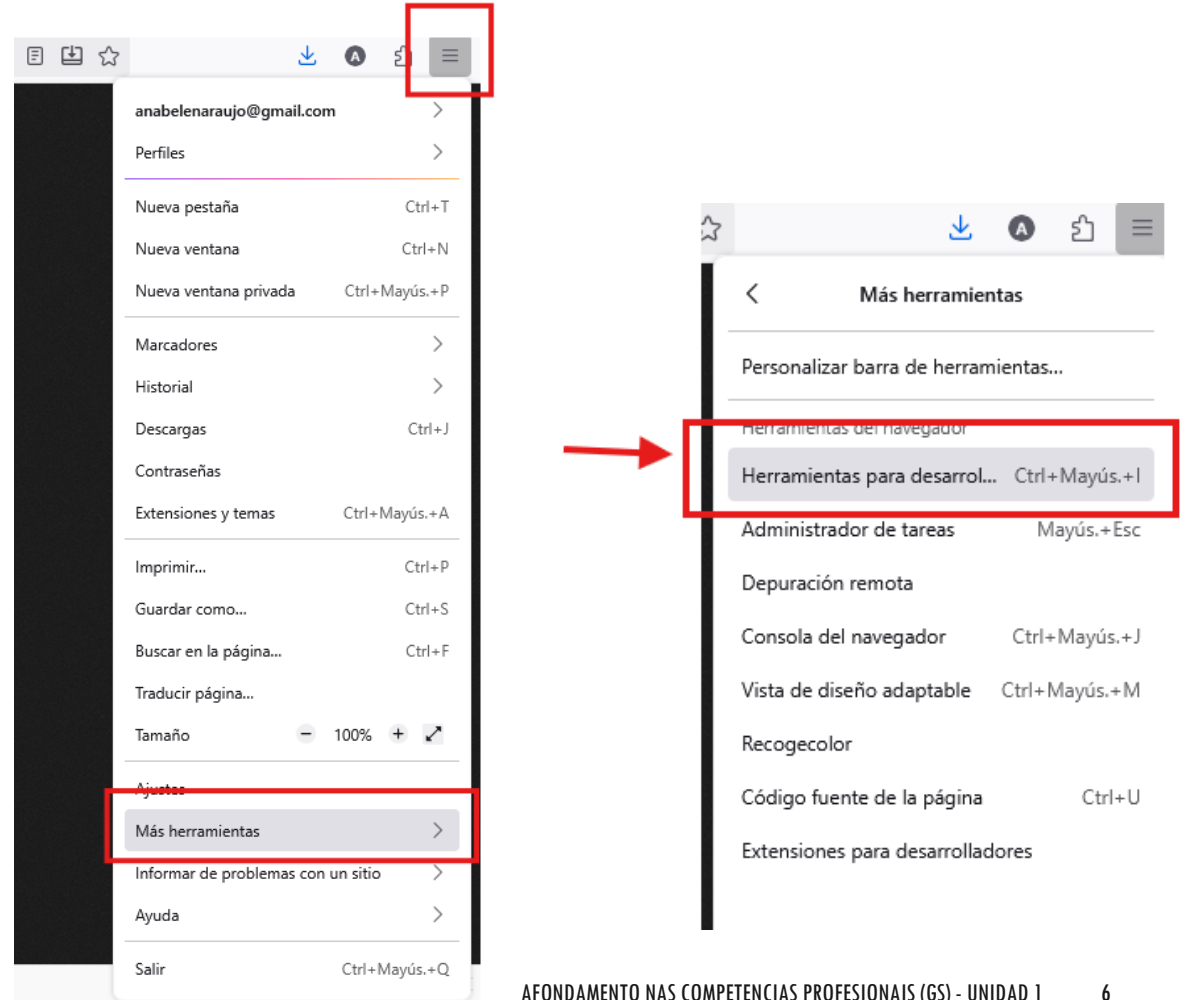 A
anabelenaraujo@gmail.com
Perfiles
Nueva pestaña Ctrl+T
Nueva ventana Ctrl+N
Nueva ventana privada Ctrl+Mayús.+P
Marcadores
Historial
Descargas Ctrl+J
Contraseñas
Extensiones y temas Ctrl+Mayús.+A
Imprimir... Ctrl+P
Guardar como... Ctrl+S
Buscar en la página... Ctrl+F
Traducir página...
Tamaño − 100% +
Ajustes
Más herramientas
Informar de problemas con un sitio
Ayuda
Salir Ctrl+Mayús.+Q
A
Más herramientas
Personalizar barra de herramientas...
Herramientas del navegador
Herramientas para desarrol... Ctrl+Mayús.+I
Administrador de tareas Mayús.+Esc
Depuración remota
Consola del navegador Ctrl+Mayús.+J
Vista de diseño adaptable Ctrl+Mayús.+M
Recogecolor
Código fuente de la página Ctrl+U
Extensiones para desarrolladores
AFONDAMENTO NAS COMPETENCIAS PROFESIONAIS (GS) - UNIDAD 1 6